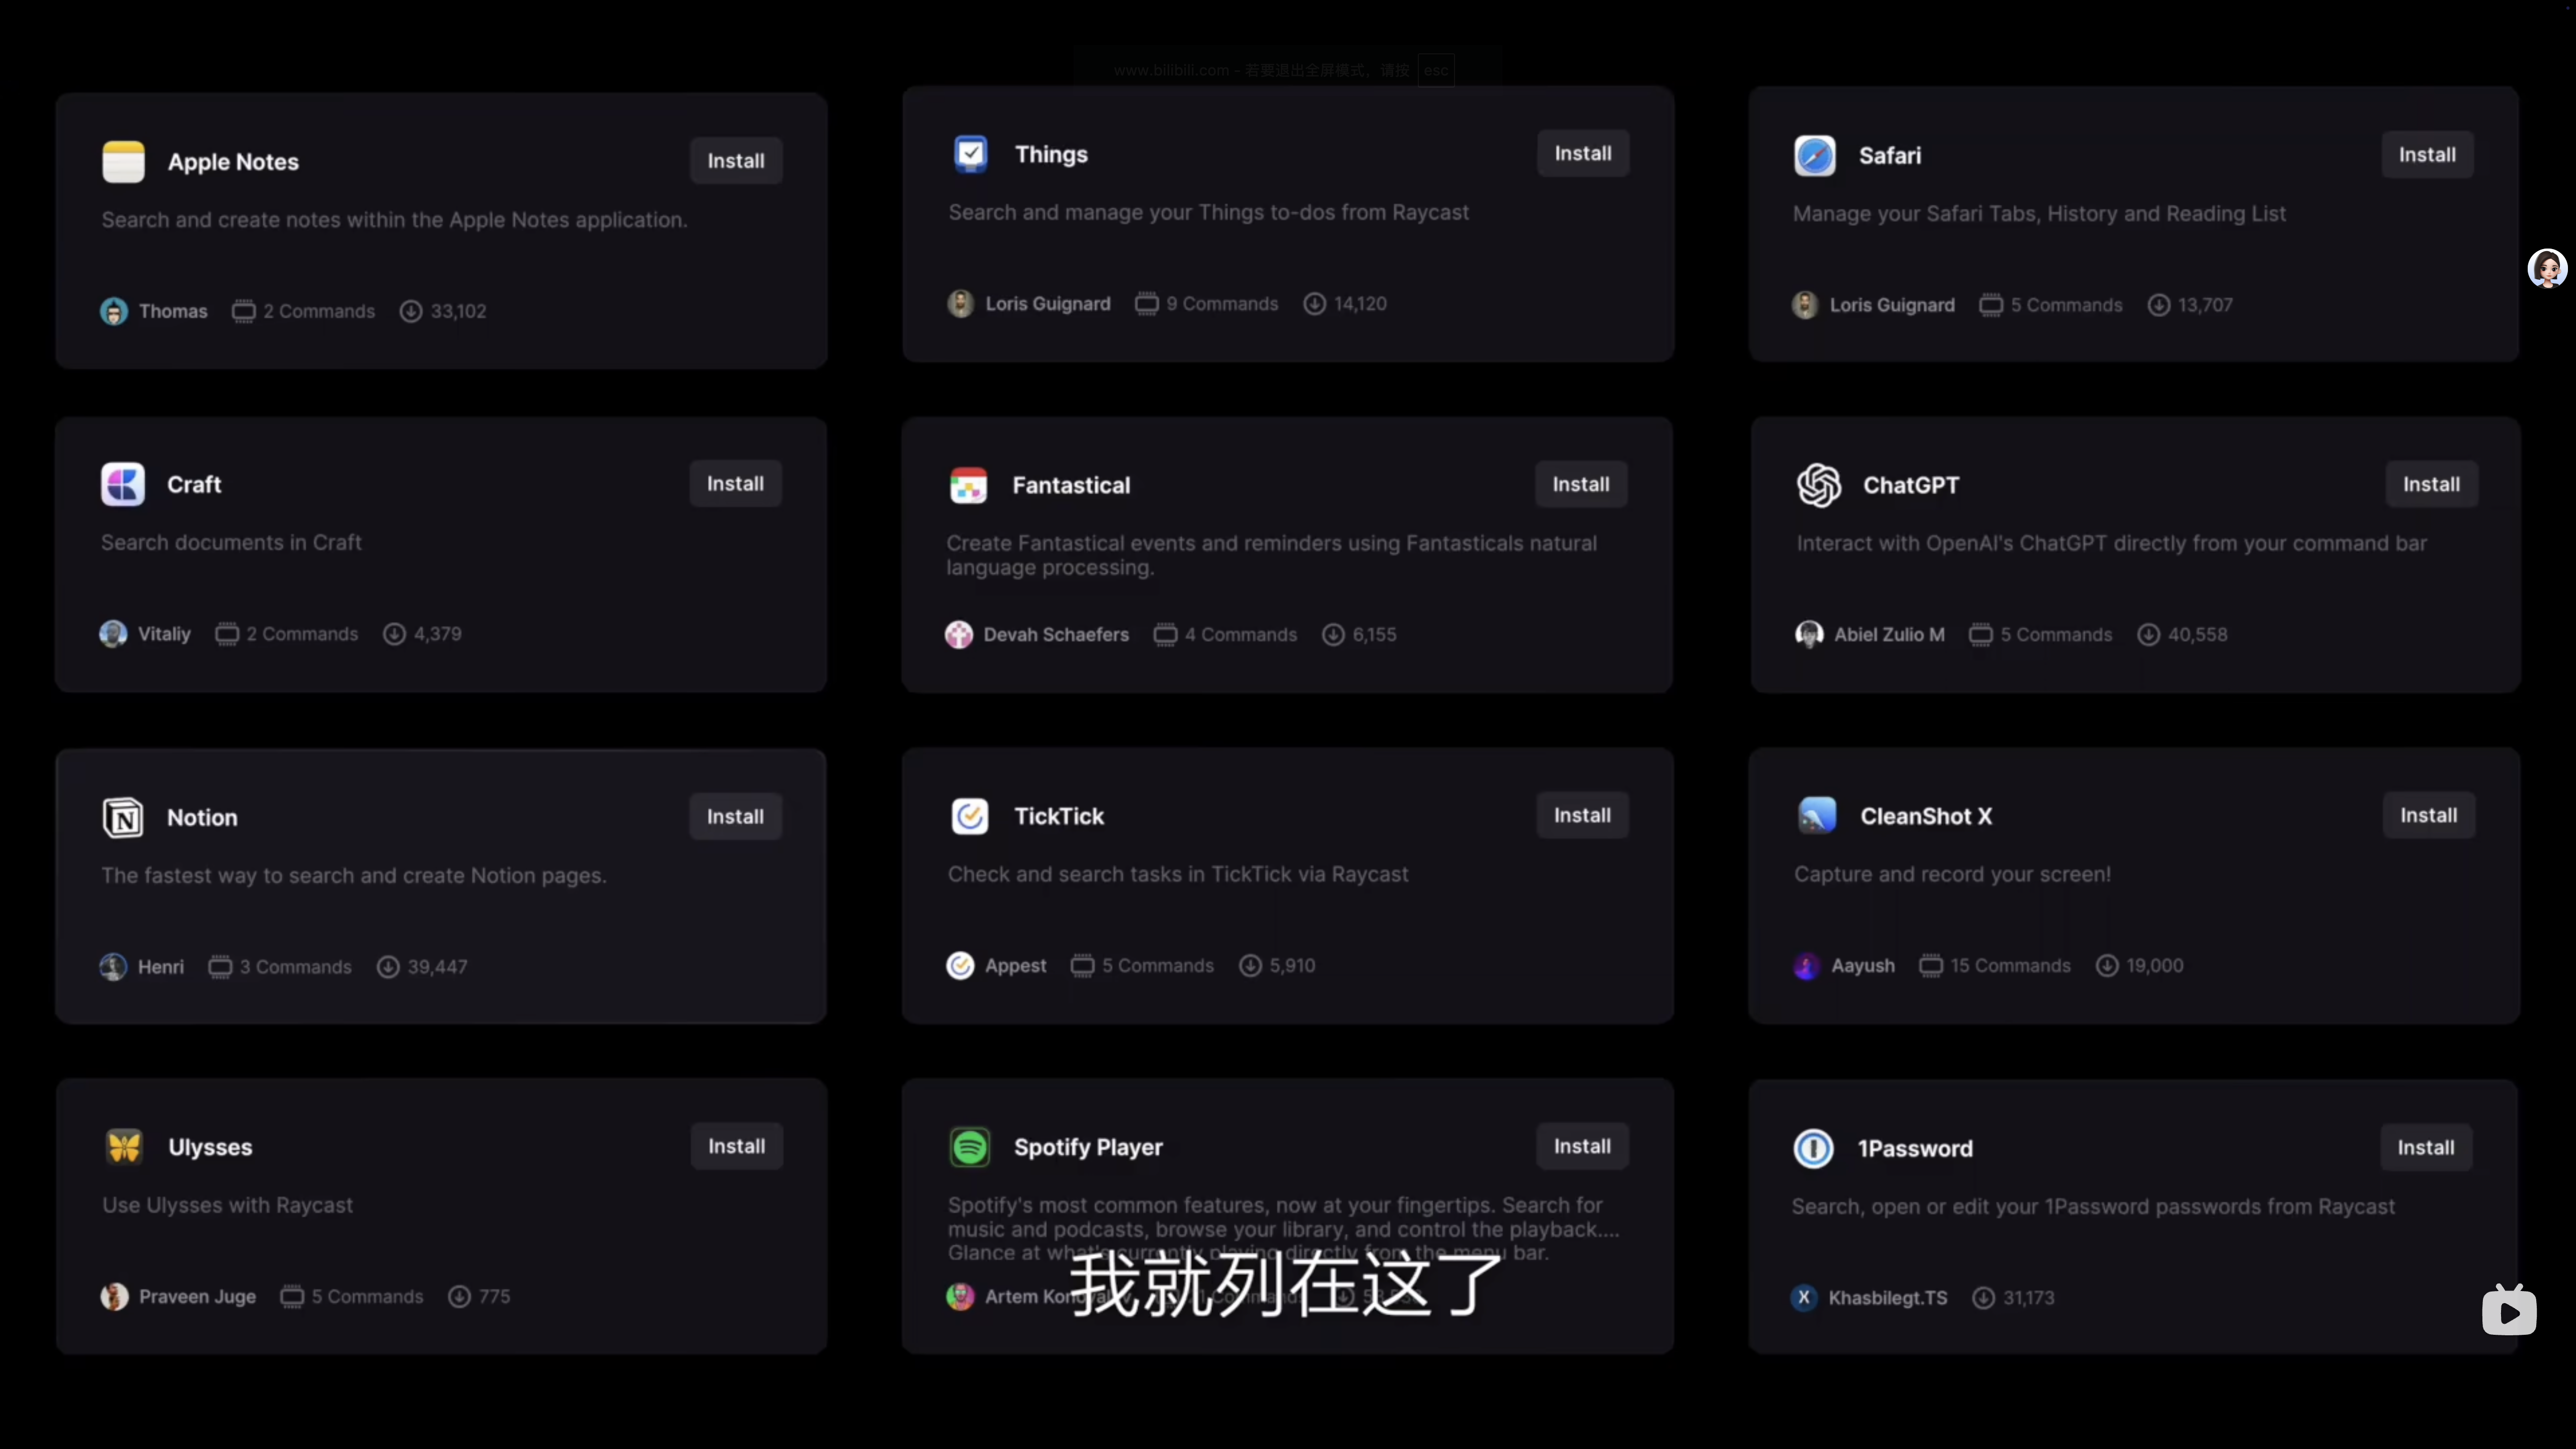 www.bilibili.com - 若要退出全屏模式，请按 esc
Apple Notes
Install
Search and create notes within the Apple Notes application.
Thomas 2 Commands 33,102
Things
Install
Search and manage your Things to-dos from Raycast
Loris Guignard 9 Commands 14,120
Safari
Install
Manage your Safari Tabs, History and Reading List
Loris Guignard 5 Commands 13,707
Craft
Install
Search documents in Craft
Vitaliy 2 Commands 4,379
Fantastical
Install
Create Fantastical events and reminders using Fantasticals natural
language processing.
Devah Schaefers 4 Commands 6,155
ChatGPT
Install
Interact with OpenAI's ChatGPT directly from your command bar
Abiel Zulio M 5 Commands 40,558
Notion
Install
The fastest way to search and create Notion pages.
Henri 3 Commands 39,447
TickTick
Install
Check and search tasks in TickTick via Raycast
Appest 5 Commands 5,910
CleanShot X
Install
Capture and record your screen!
Aayush 15 Commands 19,000
Ulysses
Install
Use Ulysses with Raycast
Praveen Juge 5 Commands 775
Spotify Player
Install
Spotify's most common features, now at your fingertips. Search for
music and podcasts, browse your library, and control the playback....
Glance at what's currently playing directly from the menu bar.
Artem
1Password
Install
Search, open or edit your 1Password passwords from Raycast
X Khasbilegt.TS 31,173
我就列在这了